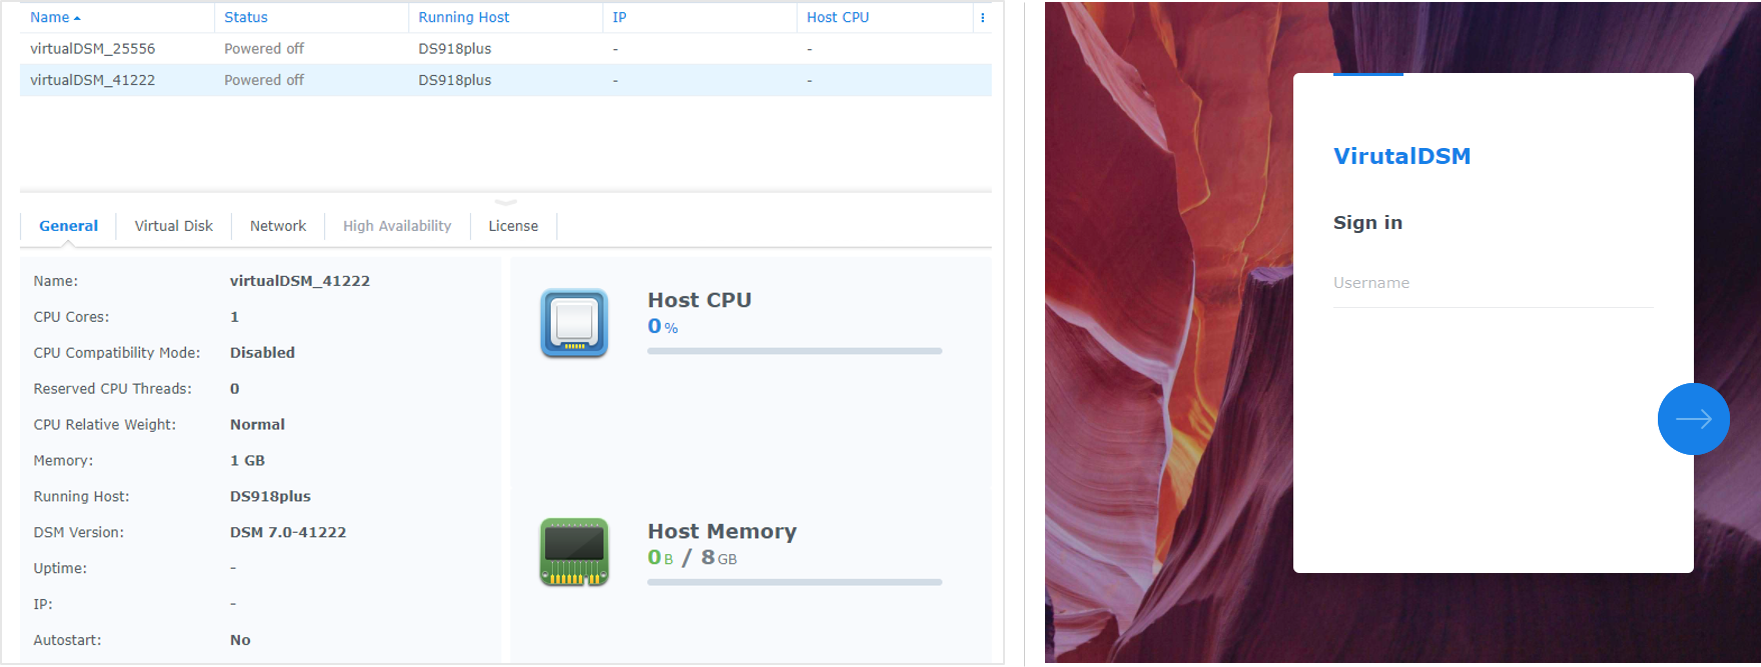 Name Status Running Host IP Host CPU
virtualDSM_25556 Powered off DS918plus - -
virtualDSM_41222 Powered off DS918plus - -
General Virtual Disk Network High Availability License
Name: virtualDSM_41222
CPU Cores: 1
CPU Compatibility Mode: Disabled
Reserved CPU Threads: 0
CPU Relative Weight: Normal
Memory: 1 GB
Running Host: DS918plus
DSM Version: DSM 7.0-41222
Uptime: -
IP: -
Autostart: No
Host CPU
0 %
Host Memory
0 B / 8 GB
VirutalDSM
Sign in
Username